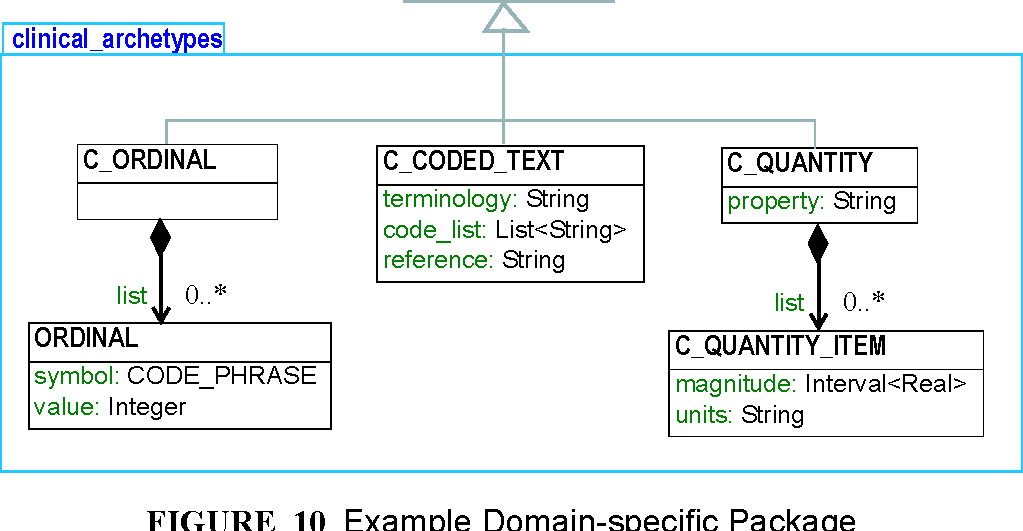 clinical_archetypes
C_ORDINAL
C_CODED_TEXT
terminology: String
code_list: List<String>
reference: String
C_QUANTITY
property: String
list 0..*
list 0..*
ORDINAL
symbol: CODE_PHRASE
value: Integer
C_QUANTITY_ITEM
magnitude: Interval<Real>
units: String
FIGURE 10 Example Domain-specific Package